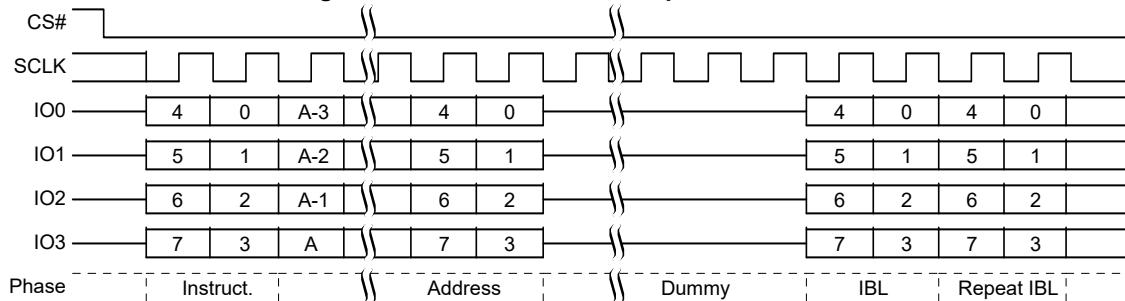 CS#
SCLK
IO0 4 0 A-3 4 0 4 0 4 0
IO1 5 1 A-2 5 1 5 1 5 1
IO2 6 2 A-1 6 2 6 2 6 2
IO3 7 3 A 7 3 7 3 7 3
Phase Instruct. Address Dummy IBL Repeat IBL